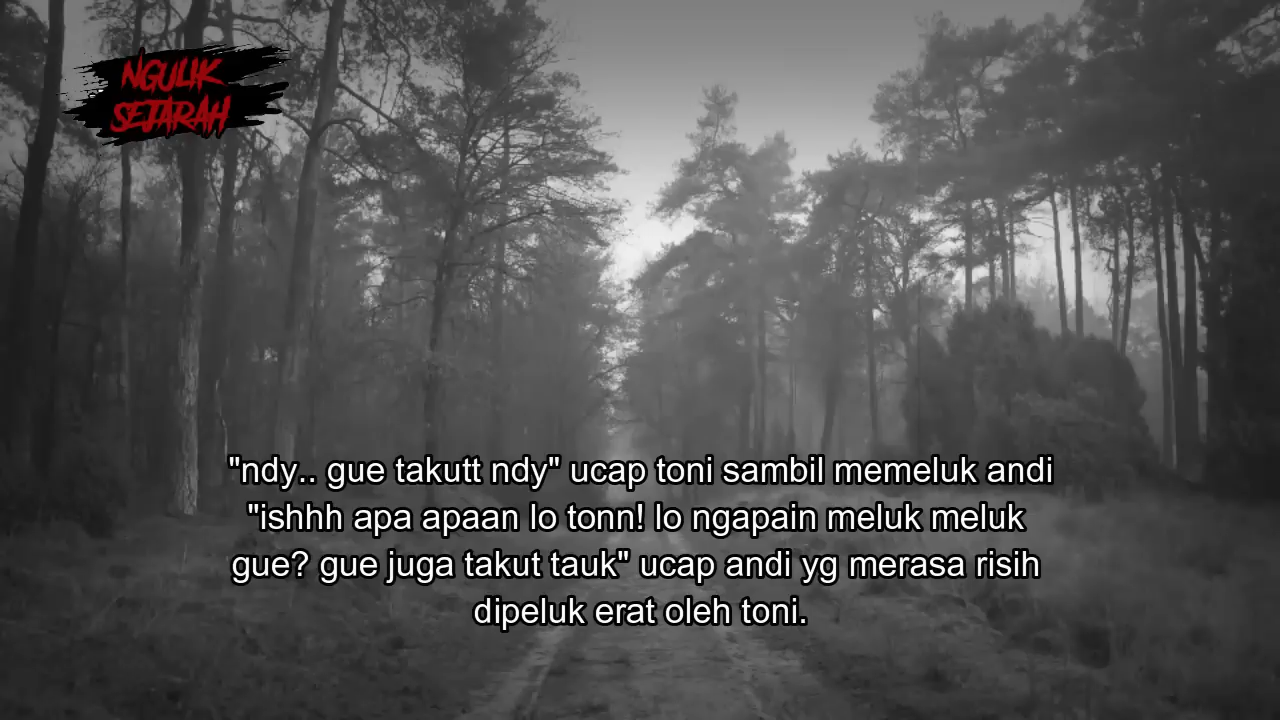 NGULIK
SEJARAH
"ndy.. gue takutt ndy" ucap toni sambil memeluk andi
"ishhh apa apaan lo tonn! lo ngapain meluk meluk
gue? gue juga takut tauk" ucap andi yg merasa risih
dipeluk erat oleh toni.